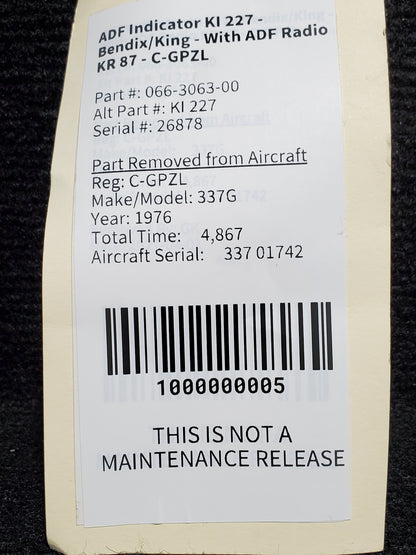 ADF Indicator KI 227 -
Bendix/King - With ADF Radio
KR 87 - C-GPZL
Part #: 066-3063-00
Alt Part #: KI 227
Serial #: 26878
Part Removed from Aircraft
Reg: C-GPZL
Make/Model: 337G
Year: 1976
Total Time: 4,867
Aircraft Serial: 337 01742
1000000005
THIS IS NOT A
MAINTENANCE RELEASE